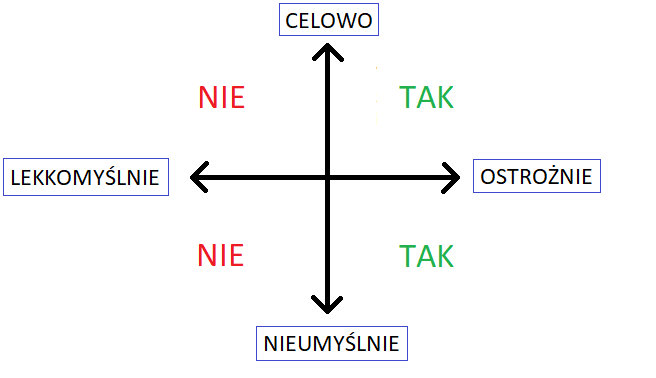 CELOWO
NIE
TAK
LEKKOMYŚLNIE
OSTROŻNIE
NIE
TAK
NIEUMYŚLNIE